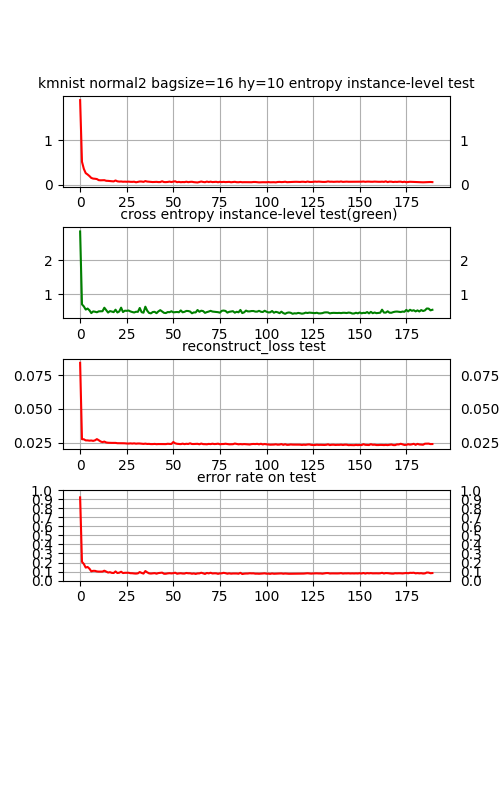 kmnist normal2 bagsize=16 hy=10 entropy instance-level test
1 1
0 0
0 25 50 75 100 125 150 175
cross entropy instance-level test(green)
2 2
1 1
0 25 50 75 100 125 150 175
reconstruct_loss test
0.075 0.075
0.050 0.050
0.025 0.025
0 25 50 75 100 125 150 175
error rate on test
1.0 1.0
0.9 0.9
0.8 0.8
0.7 0.7
0.6 0.6
0.5 0.5
0.4 0.4
0.3 0.3
0.2 0.2
0.1 0.1
0.0 0.0
0 25 50 75 100 125 150 175